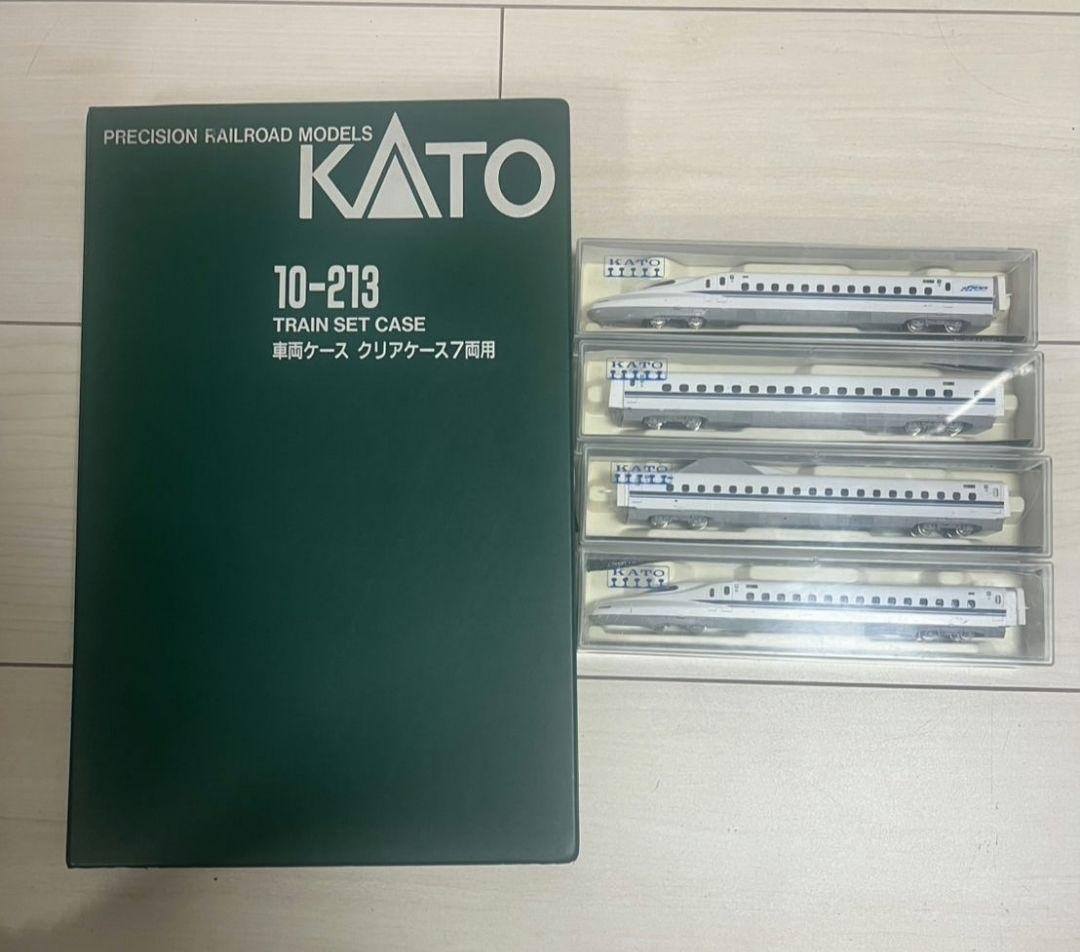 PRECISION RAILROAD MODELS
KATO
10-213
TRAIN SET CASE
車両ケース クリアケース7両用
KATO
KATO
KATO
KATO